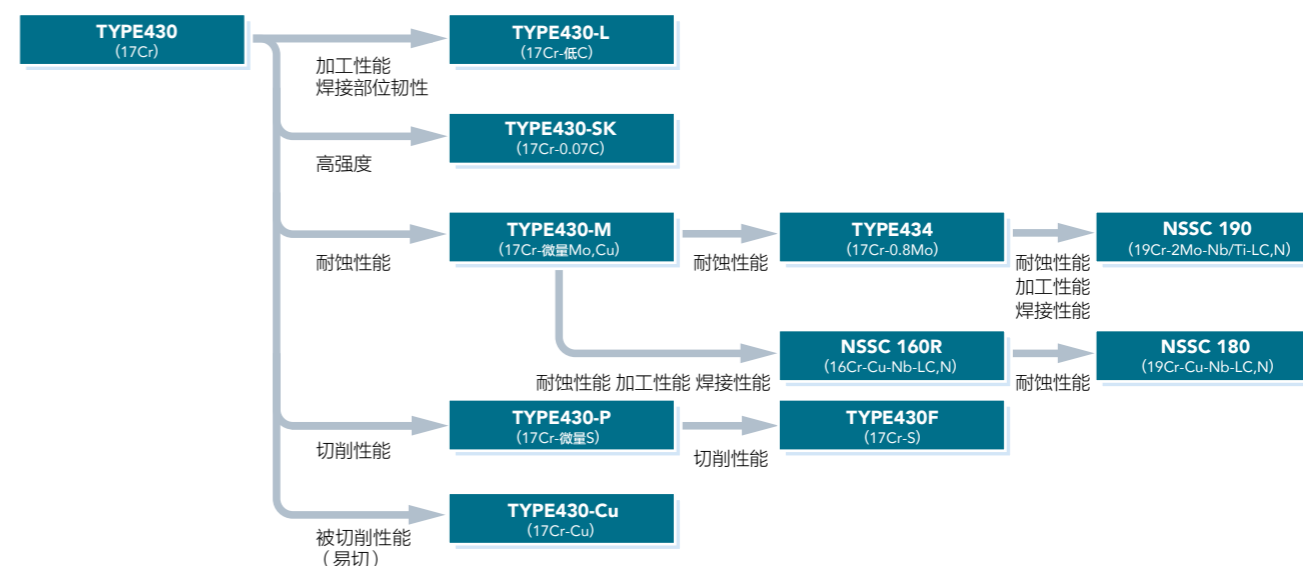 TYPE430
(17Cr)
TYPE430-L
(17Cr-低C)
加工性能
焊接部位韧性
TYPE430-SK
(17Cr-0.07C)
高强度
TYPE430-M
(17Cr-微量Mo,Cu)
耐蚀性能
TYPE434
(17Cr-0.8Mo)
耐蚀性能
NSSC 190
(19Cr-2Mo-Nb/Ti-LC,N)
耐蚀性能
加工性能
焊接性能
NSSC 160R
(16Cr-Cu-Nb-LC,N)
耐蚀性能 加工性能 焊接性能
NSSC 180
(19Cr-Cu-Nb-LC,N)
耐蚀性能
TYPE430-P
(17Cr-微量S)
切削性能
TYPE430F
(17Cr-S)
切削性能
TYPE430-Cu
(17Cr-Cu)
被切削性能
(易切)